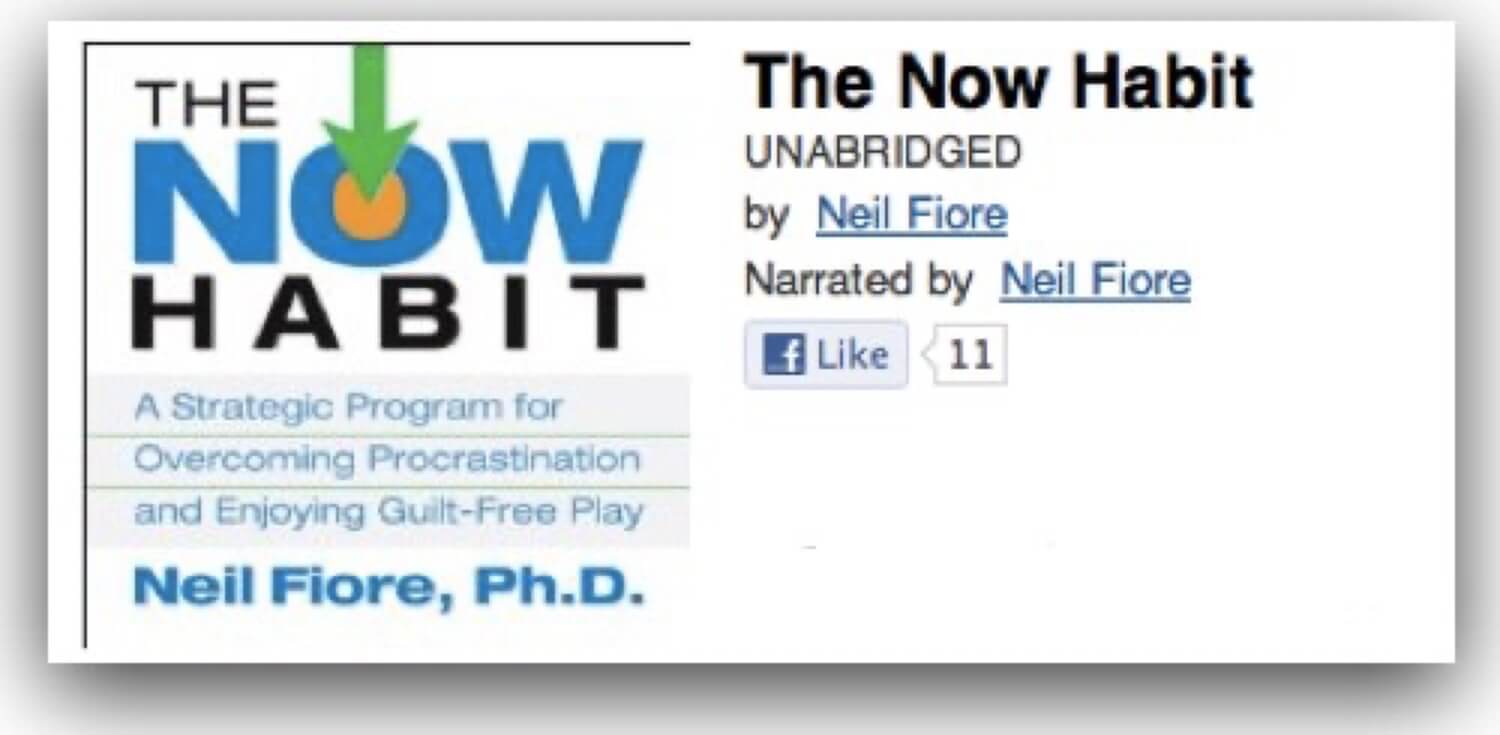 THE
NOW
HABIT
A Strategic Program for
Overcoming Procrastination
and Enjoying Guilt-Free Play
Neil Fiore, Ph.D.
The Now Habit
UNABRIDGED
by Neil Fiore
Narrated by Neil Fiore
f Like 11